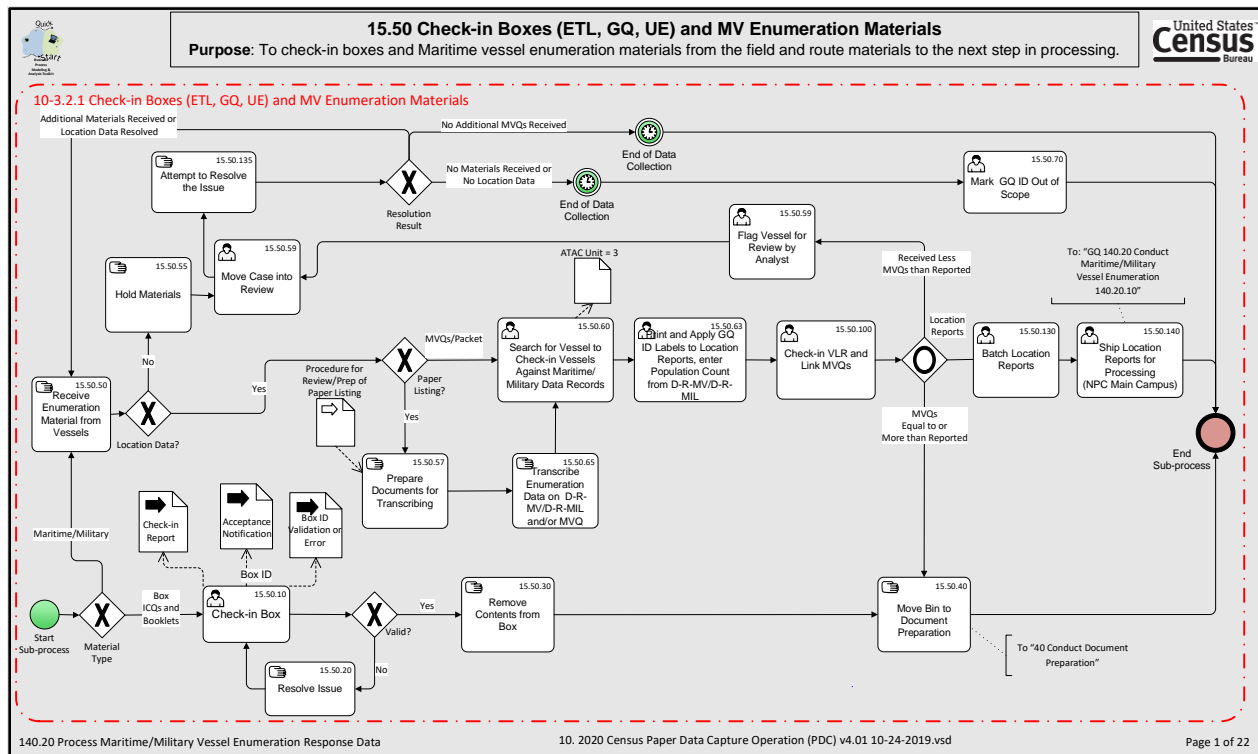 Quick
Start
Process
Modeling &
Analysis Toolkit
15.50 Check-in Boxes (ETL, GQ, UE) and MV Enumeration Materials
Purpose: To check-in boxes and Maritime vessel enumeration materials from the field and route materials to the next step in processing.
United States
Census
Bureau
10-3.2.1 Check-in Boxes (ETL, GQ, UE) and MV Enumeration Materials
Additional Materials Received or
Location Data Resolved
No Additional MVQs Received
End of Data
Collection
15.50.135
Attempt to Resolve
the Issue
Resolution
Result
No Materials Received or
No Location Data
End of Data
Collection
15.50.70
Mark GQ ID Out of
Scope
15.50.59
Flag Vessel for
Review by
Analyst
15.50.59
Move Case into
Review
15.50.55
Hold Materials
ATAC Unit = 3
Received Less
MVQs than Reported
To: “GQ 140.20 Conduct
Maritime/Military
Vessel Enumeration
140.20.10”
No
15.50.50
Receive
Enumeration
Material from
Vessels
Location Data?
Yes
Procedure for
Review/Prep of
Paper Listing
MVQs/Packet
Paper
Listing?
Yes
15.50.60
Search for Vessel to
Check-in Vessels
Against Maritime/
Military Data Records
15.50.63
Print and Apply GQ
ID Labels to Location
Reports, enter
Population Count
from D-R-MV/D-R-
MIL
15.50.100
Check-in VLR and
Link MVQs
Location
Reports
15.50.130
Batch Location
Reports
15.50.140
Ship Location
Reports for
Processing
(NPC Main Campus)
MVQs
Equal to or
More than Reported
End
Sub-process
15.50.57
Prepare
Documents for
Transcribing
15.50.65
Transcribe
Enumeration
Data on D-R-
MV/D-R-MIL
and/or MVQ
Maritime/Military
Check-in
Report
Acceptance
Notification
Box ID
Validation or
Error
Box ID
Start
Sub-process
Material
Type
Box
ICQs and
Booklets
15.50.10
Check-in Box
Valid?
Yes
No
15.50.20
Resolve Issue
15.50.30
Remove
Contents from
Box
15.50.40
Move Bin to
Document
Preparation
To “40 Conduct Document
Preparation”
140.20 Process Maritime/Military Vessel Enumeration Response Data
10. 2020 Census Paper Data Capture Operation (PDC) v4.01 10-24-2019.vsd
Page 1 of 22